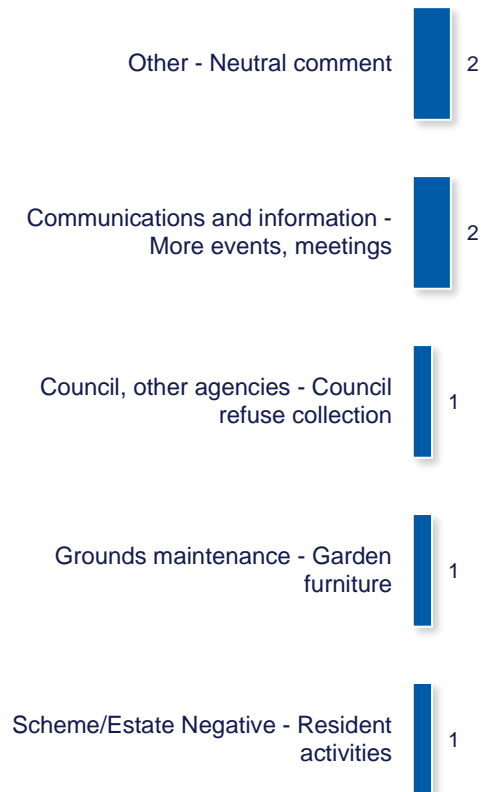 Other - Neutral comment
2
Communications and information -
More events, meetings
2
Council, other agencies - Council
refuse collection
1
Grounds maintenance - Garden
furniture
1
Scheme/Estate Negative - Resident
activities
1